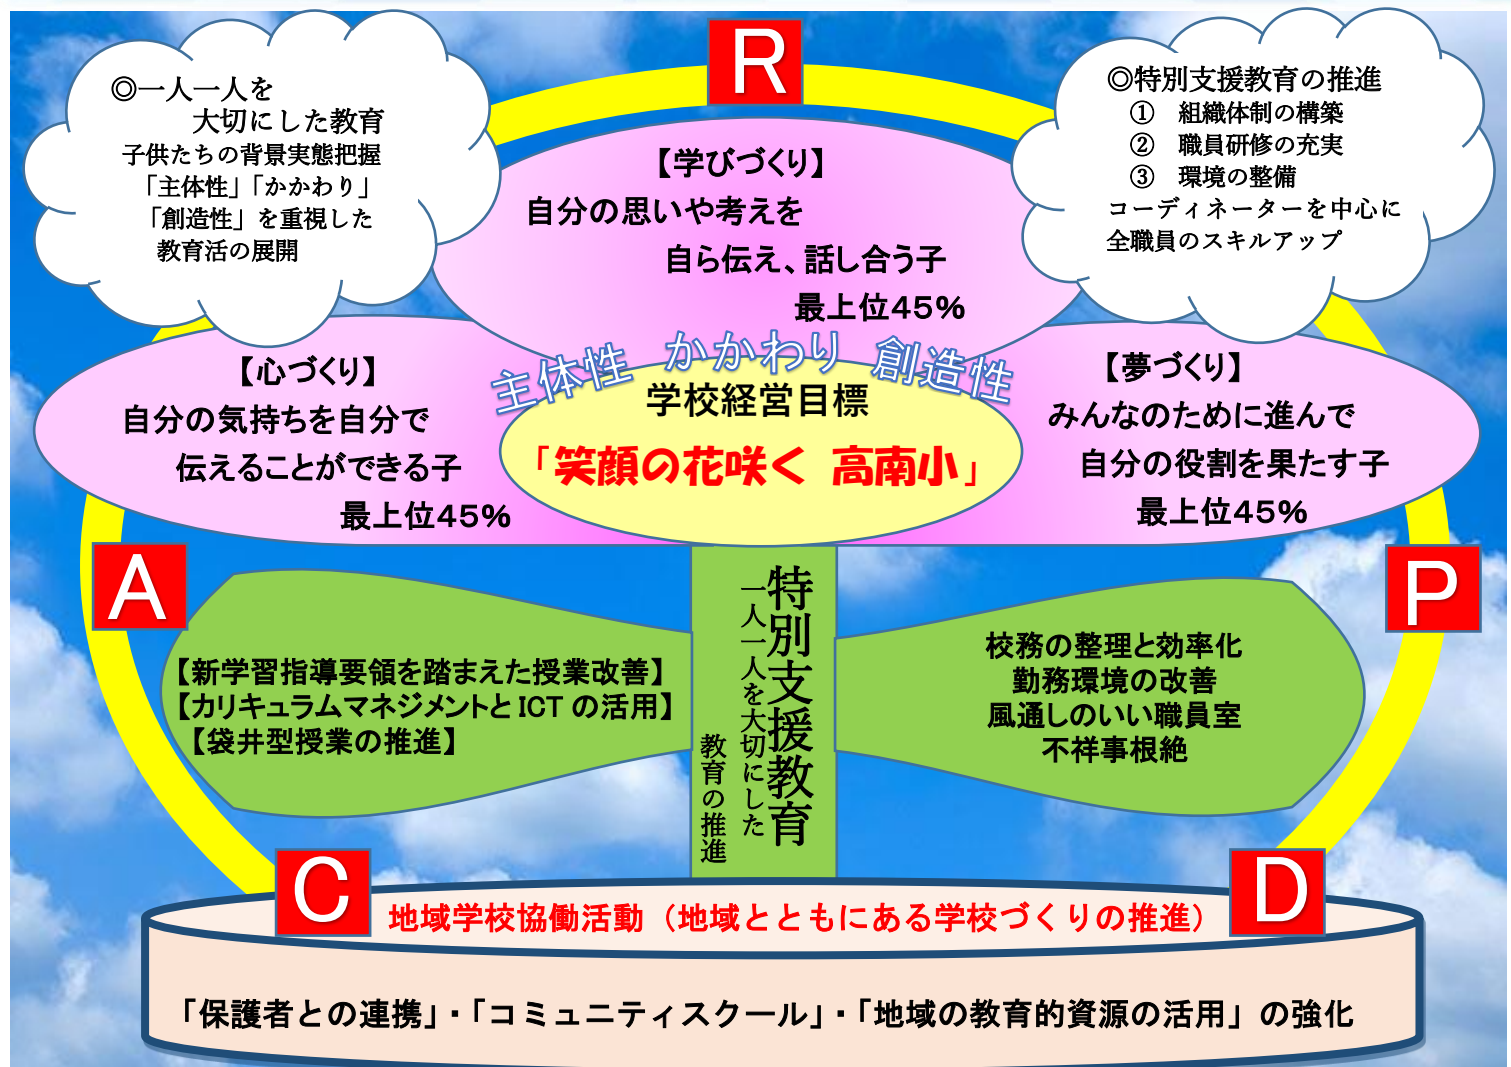 R
◎一人一人を
大切にした教育
子供たちの背景実態把握
「主体性」「かかわり」
「創造性」を重視した
教育活の展開
◎特別支援教育の推進
① 組織体制の構築
② 職員研修の充実
③ 環境の整備
コーディネーターを中心に
全職員のスキルアップ
【学びづくり】
自分の思いや考えを
自ら伝え、話し合う子
最上位45%
主体性 かかわり 創造性
【心づくり】
自分の気持ちを自分で
伝えることができる子
最上位45%
学校経営目標
「笑顔の花咲く 高南小」
【夢づくり】
みんなのために進んで
自分の役割を果たす子
最上位45%
A
P
【新学習指導要領を踏まえた授業改善】
【カリキュラムマネジメントとICTの活用】
【袋井型授業の推進】
特別支援教育
一人一人を大切にした
教育の推進
校務の整理と効率化
勤務環境の改善
風通しのいい職員室
不祥事根絶
C
D
地域学校協働活動（地域とともにある学校づくりの推進）
「保護者との連携」・「コミュニティスクール」・「地域の教育的資源の活用」の強化